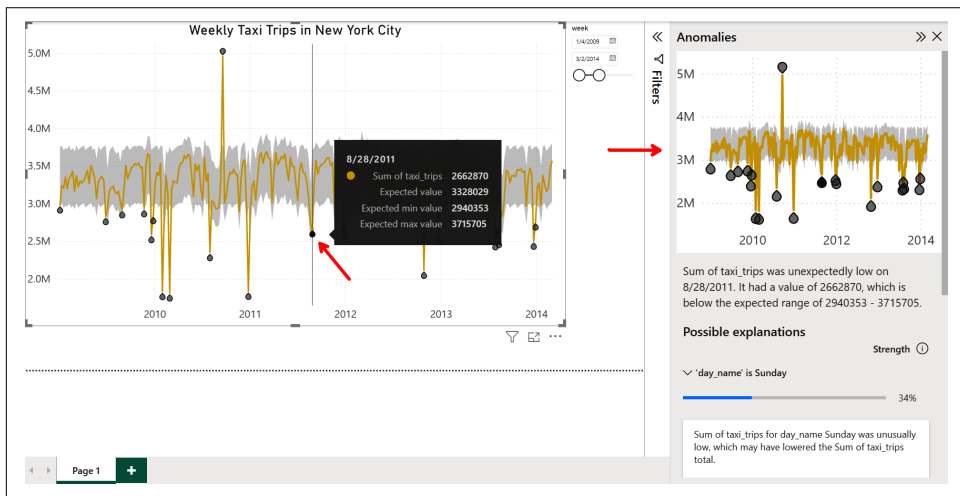 Weekly Taxi Trips in New York City
5.0M
4.5M
4.0M
3.5M
3.0M
2.5M
2.0M
2010 2011 2012 2013 2014
8/28/2011
Sum of taxi_trips 2662870
Expected value 3328029
Expected min value 2940353
Expected max value 3715705
week
1/4/2009
3/2/2014
Filters
Anomalies
5M
4M
3M
2M
2010 2012 2014
Sum of taxi_trips was unexpectedly low on
8/28/2011. It had a value of 2662870, which is
below the expected range of 2940353 - 3715705.
Possible explanations
Strength
'day_name' is Sunday
34%
Sum of taxi_trips for day_name Sunday was unusually
low, which may have lowered the Sum of taxi_trips
total.
Page 1